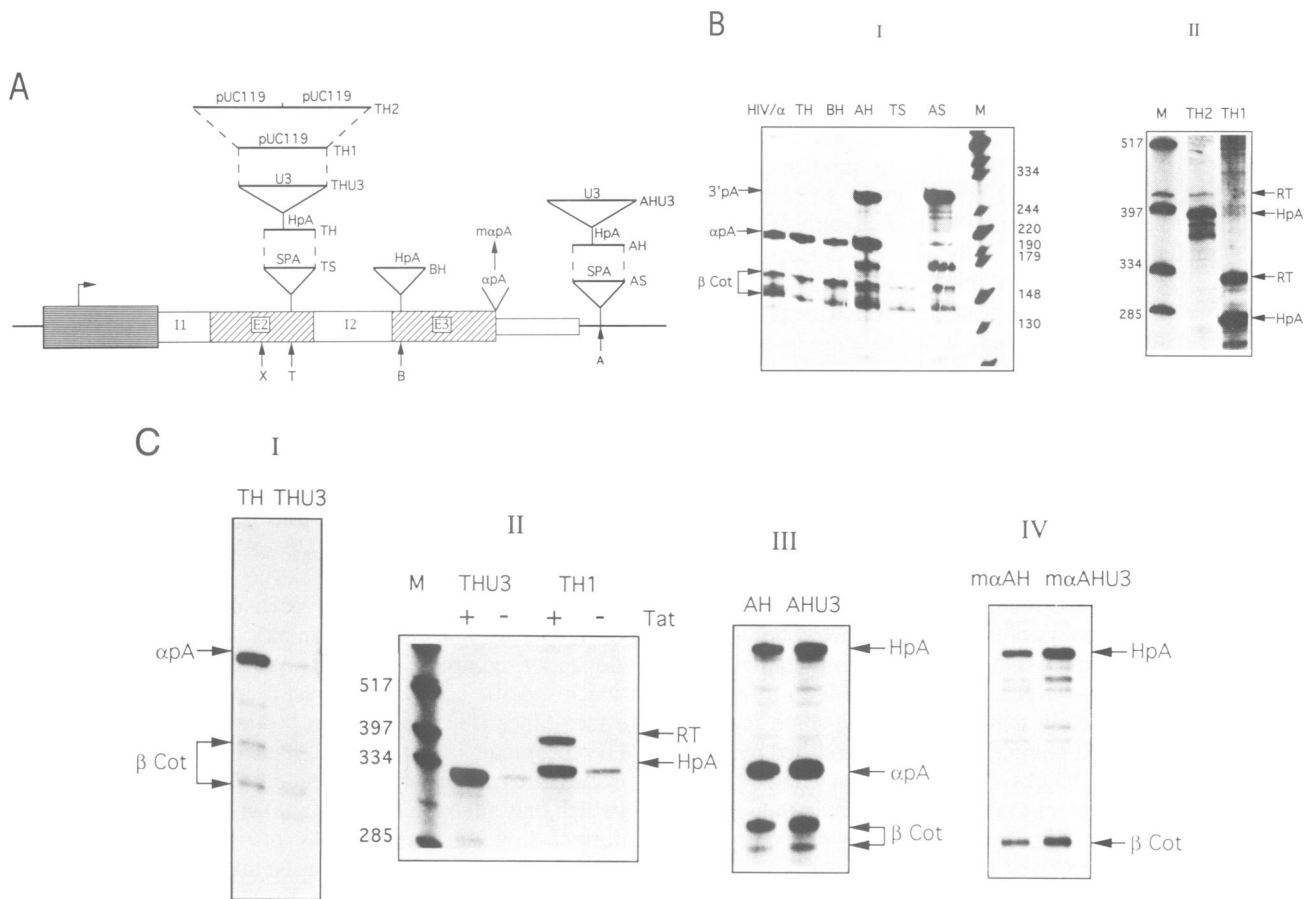 A
pUC119 pUC119
TH2
pUC119
TH1
U3
THU3
HpA
TH
SPA
TS
HpA
BH
mαpA
αpA
U3
AHU3
HpA
AH
SPA
AS
I1
E2
I2
E3
X
T
B
A
B
I
HIV/α TH BH AH TS AS M
3'pA
αpA
β Cot
334
244
220
190
179
148
130
II
M TH2 TH1
517
397
334
285
RT
HpA
RT
HpA
C
I
TH THU3
αpA
β Cot
II
M THU3 TH1
+ - + - Tat
517
397
334
285
RT
HpA
III
AH AHU3
HpA
αpA
β Cot
IV
mαAH mαAHU3
HpA
β Cot